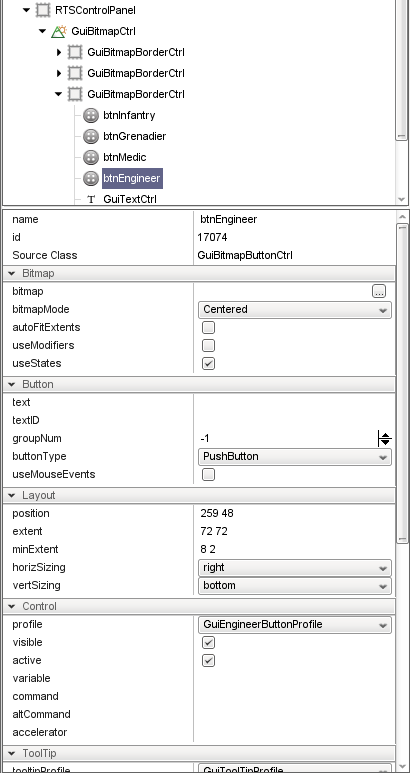 RTSControlPanel
GuiBitmapCtrl
GuiBitmapBorderCtrl
GuiBitmapBorderCtrl
GuiBitmapBorderCtrl
btnInfantry
btnGrenadier
btnMedic
btnEngineer
T GuiTextCtrl
name btnEngineer
id 17074
Source Class GuiBitmapButtonCtrl
Bitmap
bitmap ...
bitmapMode Centered
autoFitExtents
useModifiers
useStates
Button
text
textID
groupNum -1
buttonType PushButton
useMouseEvents
Layout
position 259 48
extent 72 72
minExtent 8 2
horizSizing right
vertSizing bottom
Control
profile GuiEngineerButtonProfile
visible
active
variable
command
altCommand
accelerator
ToolTip
tooltipProfile GuiToolTipProfile